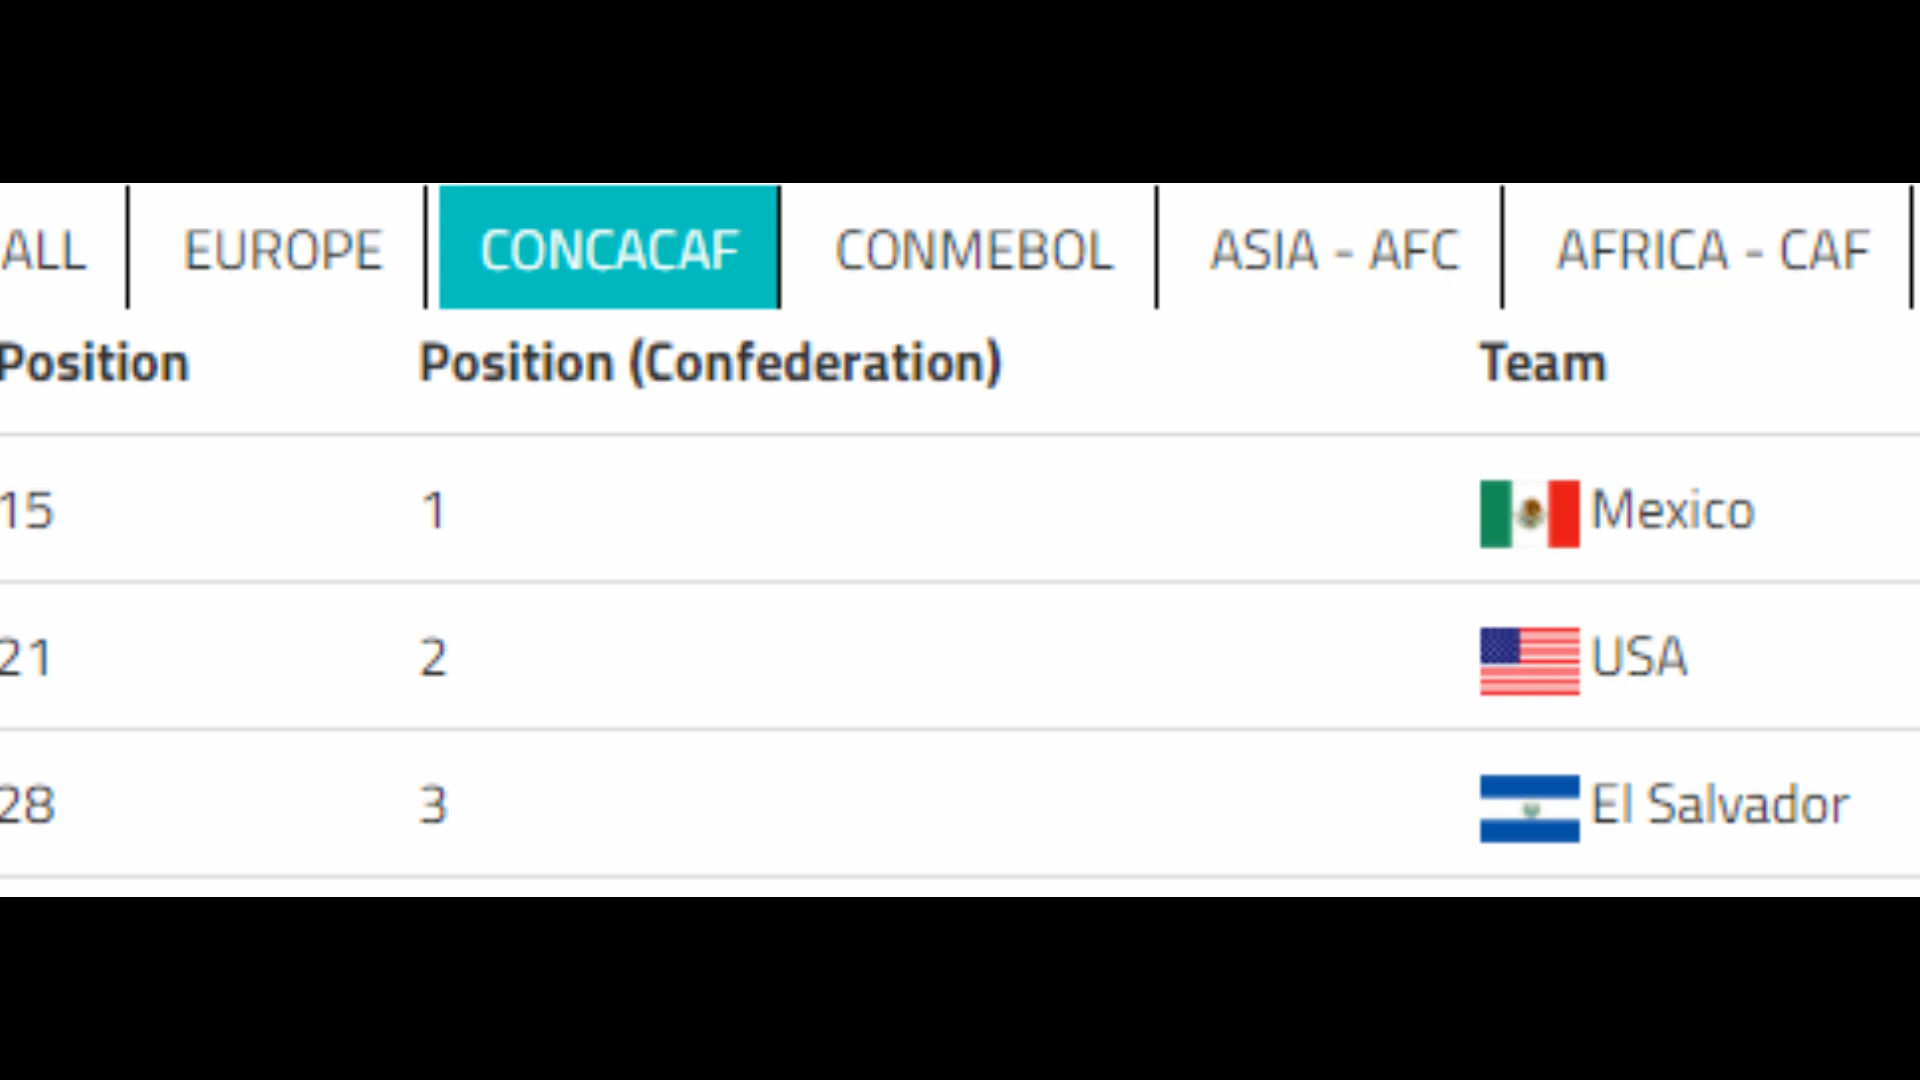 ALL EUROPE CONCACAF CONMEBOL ASIA - AFC AFRICA - CAF
Position Position (Confederation) Team
15 1 Mexico
21 2 USA
28 3 El Salvador